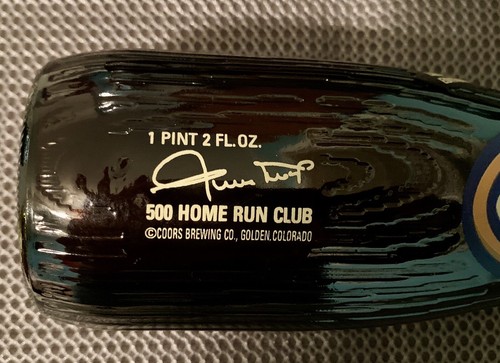 1 PINT 2 FL.OZ.
500 HOME RUN CLUB
©COORS BREWING CO., GOLDEN, COLORADO